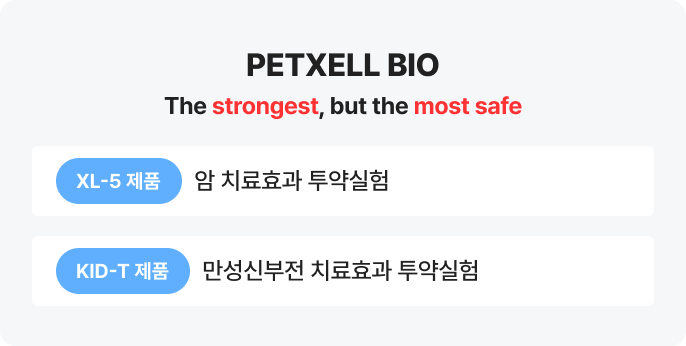 PETXELL BIO
The strongest, but the most safe
XL-5 제품 암 치료효과 투약실험
KID-T 제품 만성신부전 치료효과 투약실험